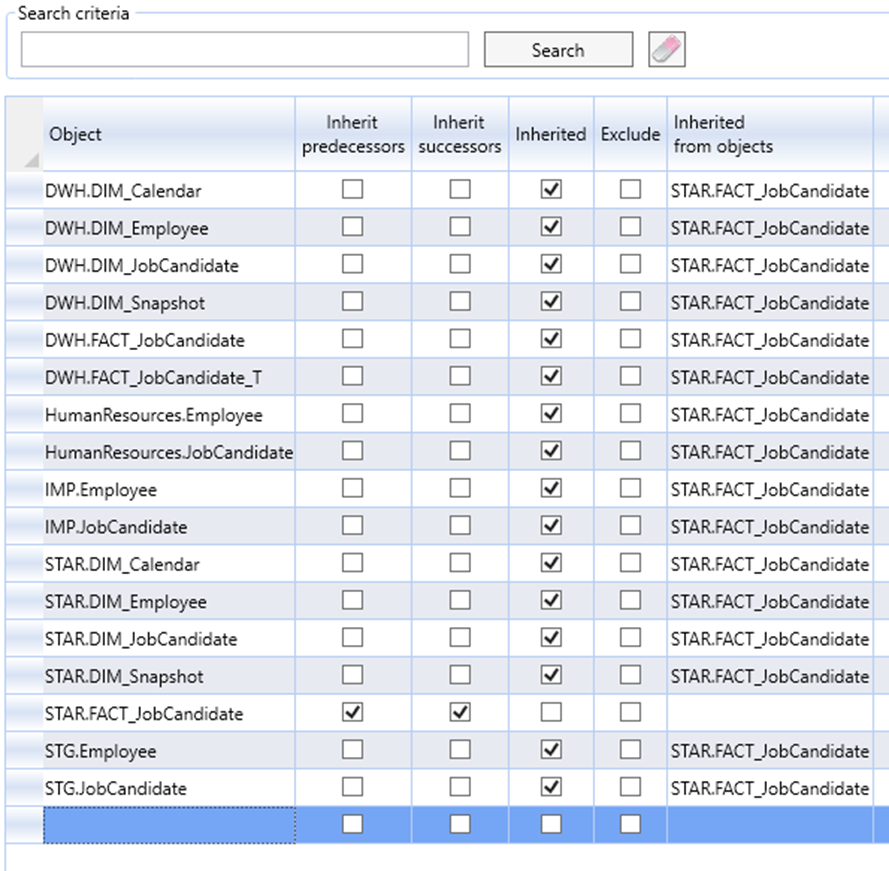 Search criteria
Search
Object Inherit predecessors Inherit successors Inherited Exclude Inherited from objects
DWH.DIM_Calendar STAR.FACT_JobCandidate
DWH.DIM_Employee STAR.FACT_JobCandidate
DWH.DIM_JobCandidate STAR.FACT_JobCandidate
DWH.DIM_Snapshot STAR.FACT_JobCandidate
DWH.FACT_JobCandidate STAR.FACT_JobCandidate
DWH.FACT_JobCandidate_T STAR.FACT_JobCandidate
HumanResources.Employee STAR.FACT_JobCandidate
HumanResources.JobCandidate STAR.FACT_JobCandidate
IMP.Employee STAR.FACT_JobCandidate
IMP.JobCandidate STAR.FACT_JobCandidate
STAR.DIM_Calendar STAR.FACT_JobCandidate
STAR.DIM_Employee STAR.FACT_JobCandidate
STAR.DIM_JobCandidate STAR.FACT_JobCandidate
STAR.DIM_Snapshot STAR.FACT_JobCandidate
STAR.FACT_JobCandidate
STG.Employee STAR.FACT_JobCandidate
STG.JobCandidate STAR.FACT_JobCandidate